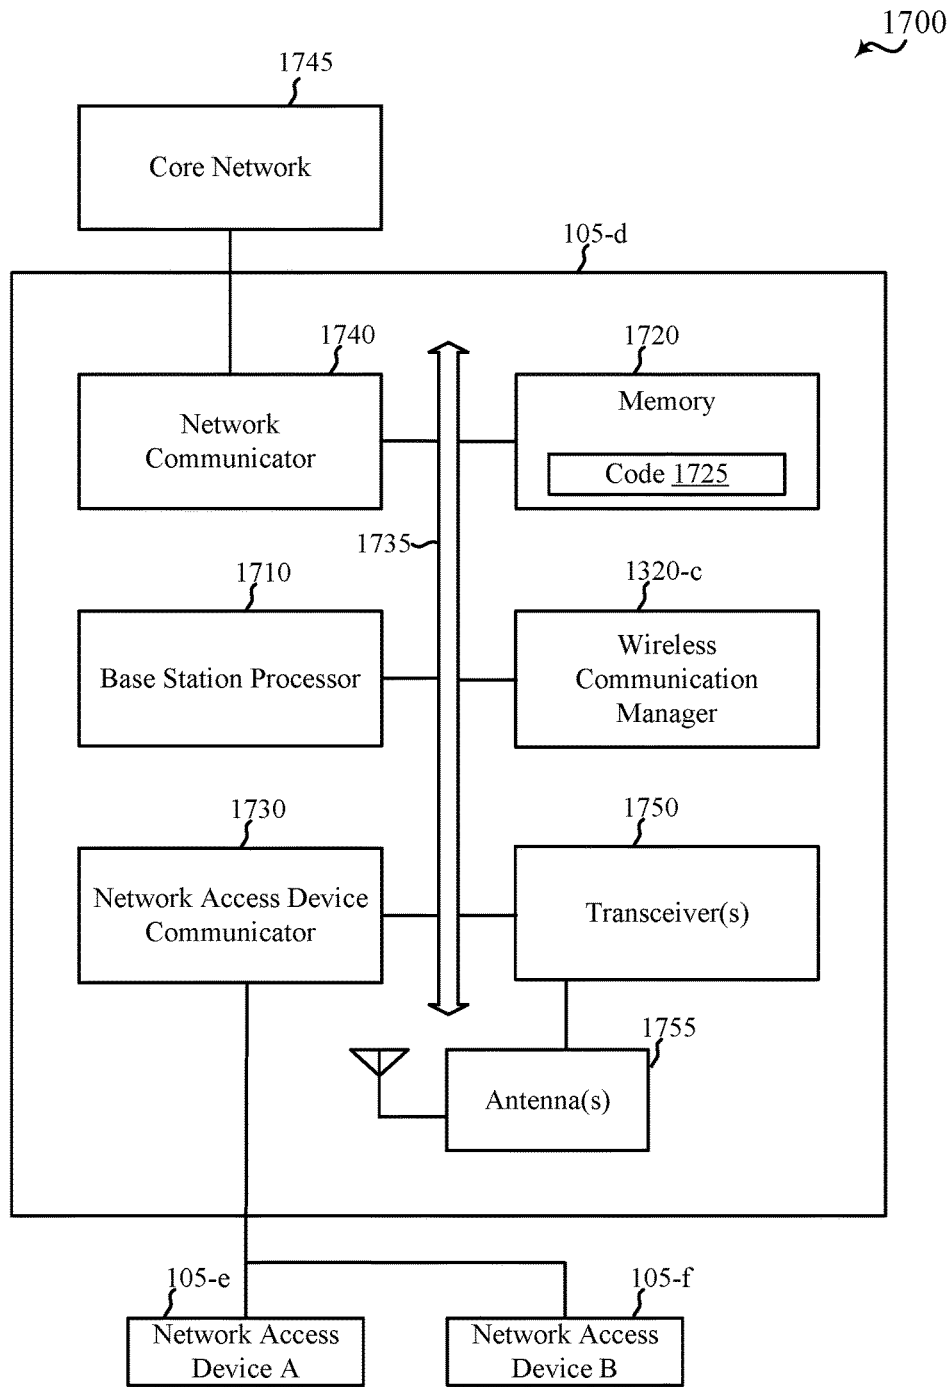 1700
1745
Core Network
105-d
1740
Network
Communicator
1720
Memory
Code 1725
1735
1710
Base Station Processor
1320-c
Wireless
Communication
Manager
1730
Network Access Device
Communicator
1750
Transceiver(s)
1755
Antenna(s)
105-e
Network Access
Device A
105-f
Network Access
Device B